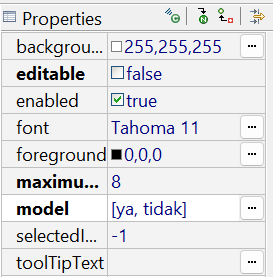 Properties
backgrou... 255,255,255 ...
editable false
enabled true
font Tahoma 11 ...
foreground 0,0,0 ...
maximu... 8
model [ya, tidak] ...
selectedI... -1
toolTipText ...